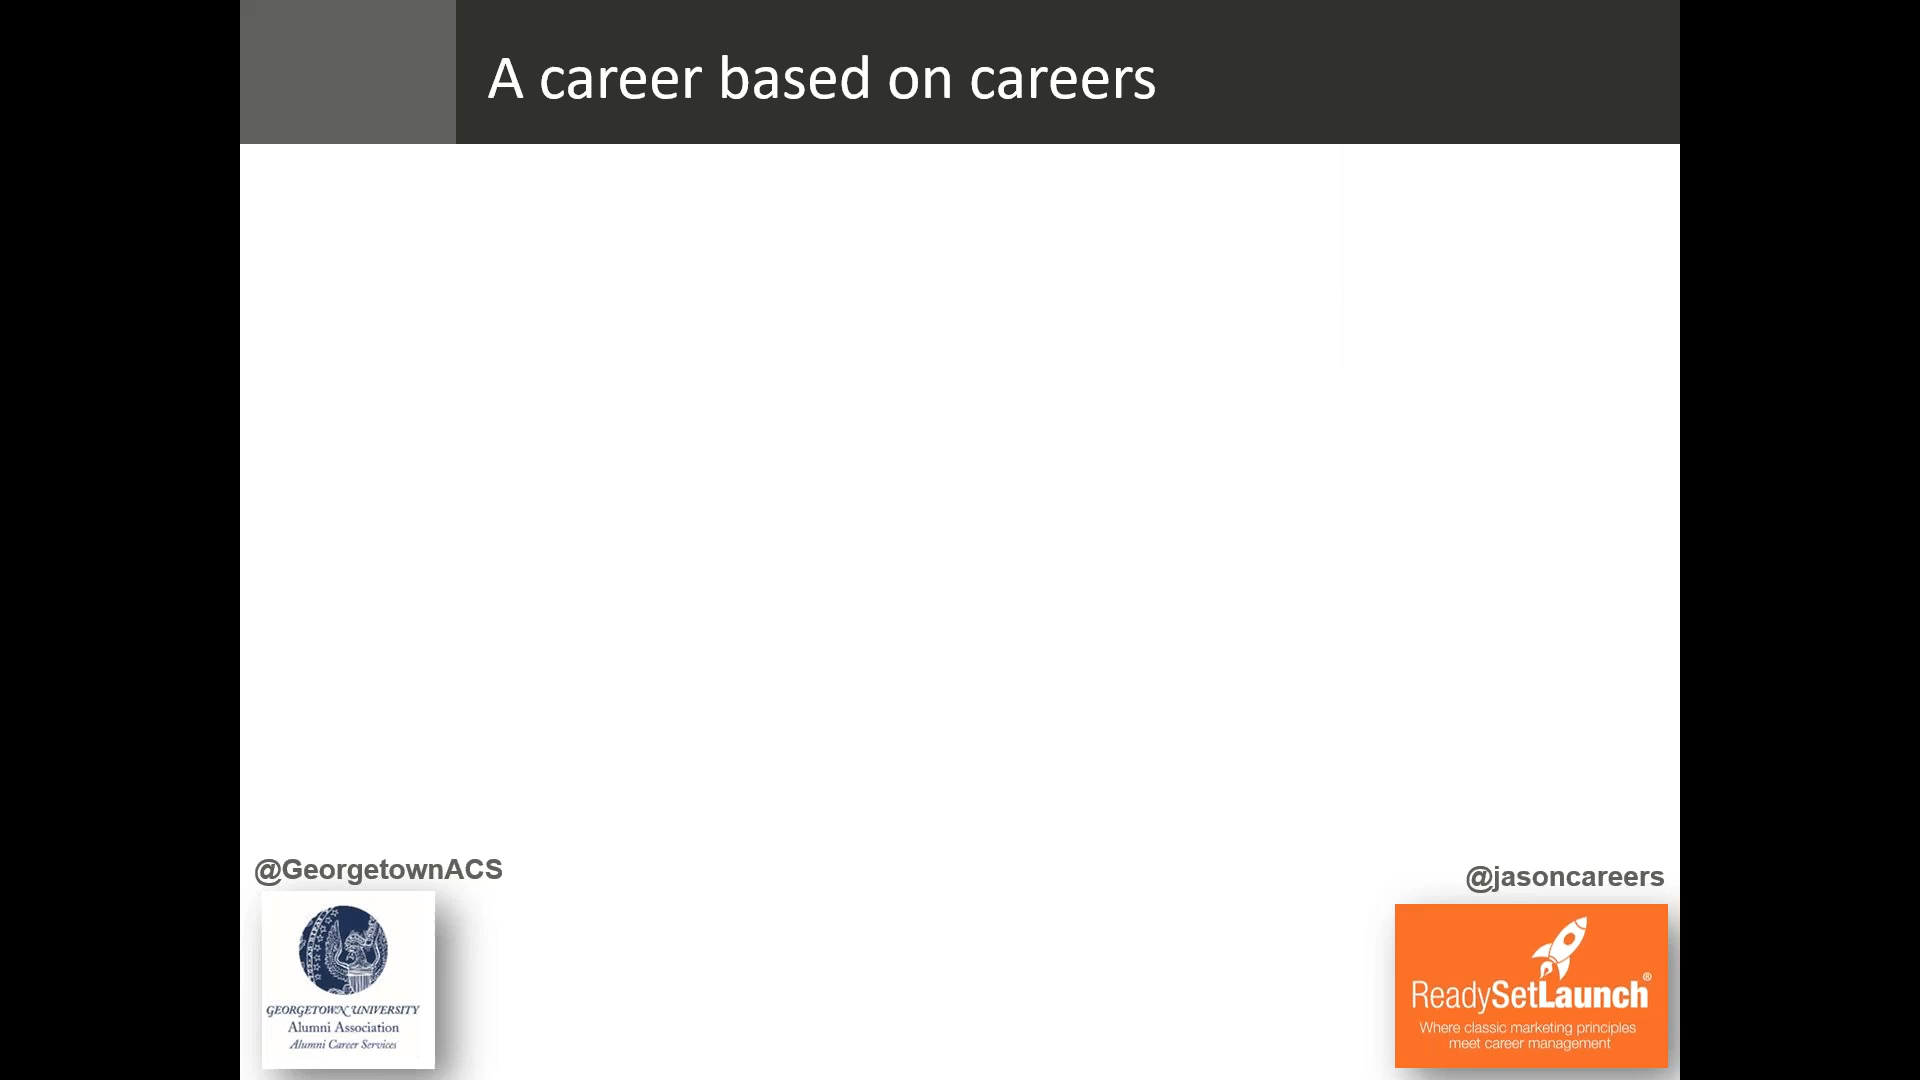 A career based on careers
@GeorgetownACS
GEORGETOWN UNIVERSITY
Alumni Association
Alumni Career Services
@jasoncareers
ReadySetLaunch®
Where classic marketing principles
meet career management